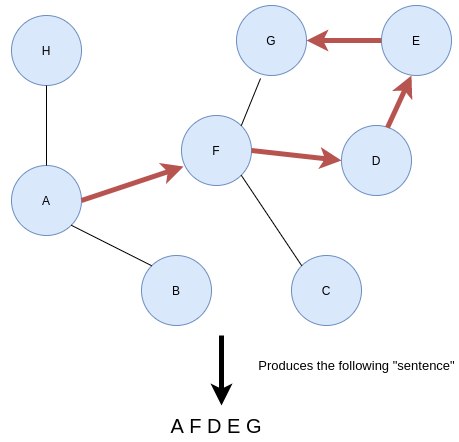 H
G
E
F
D
A
B
C
Produces the following "sentence"
A F D E G